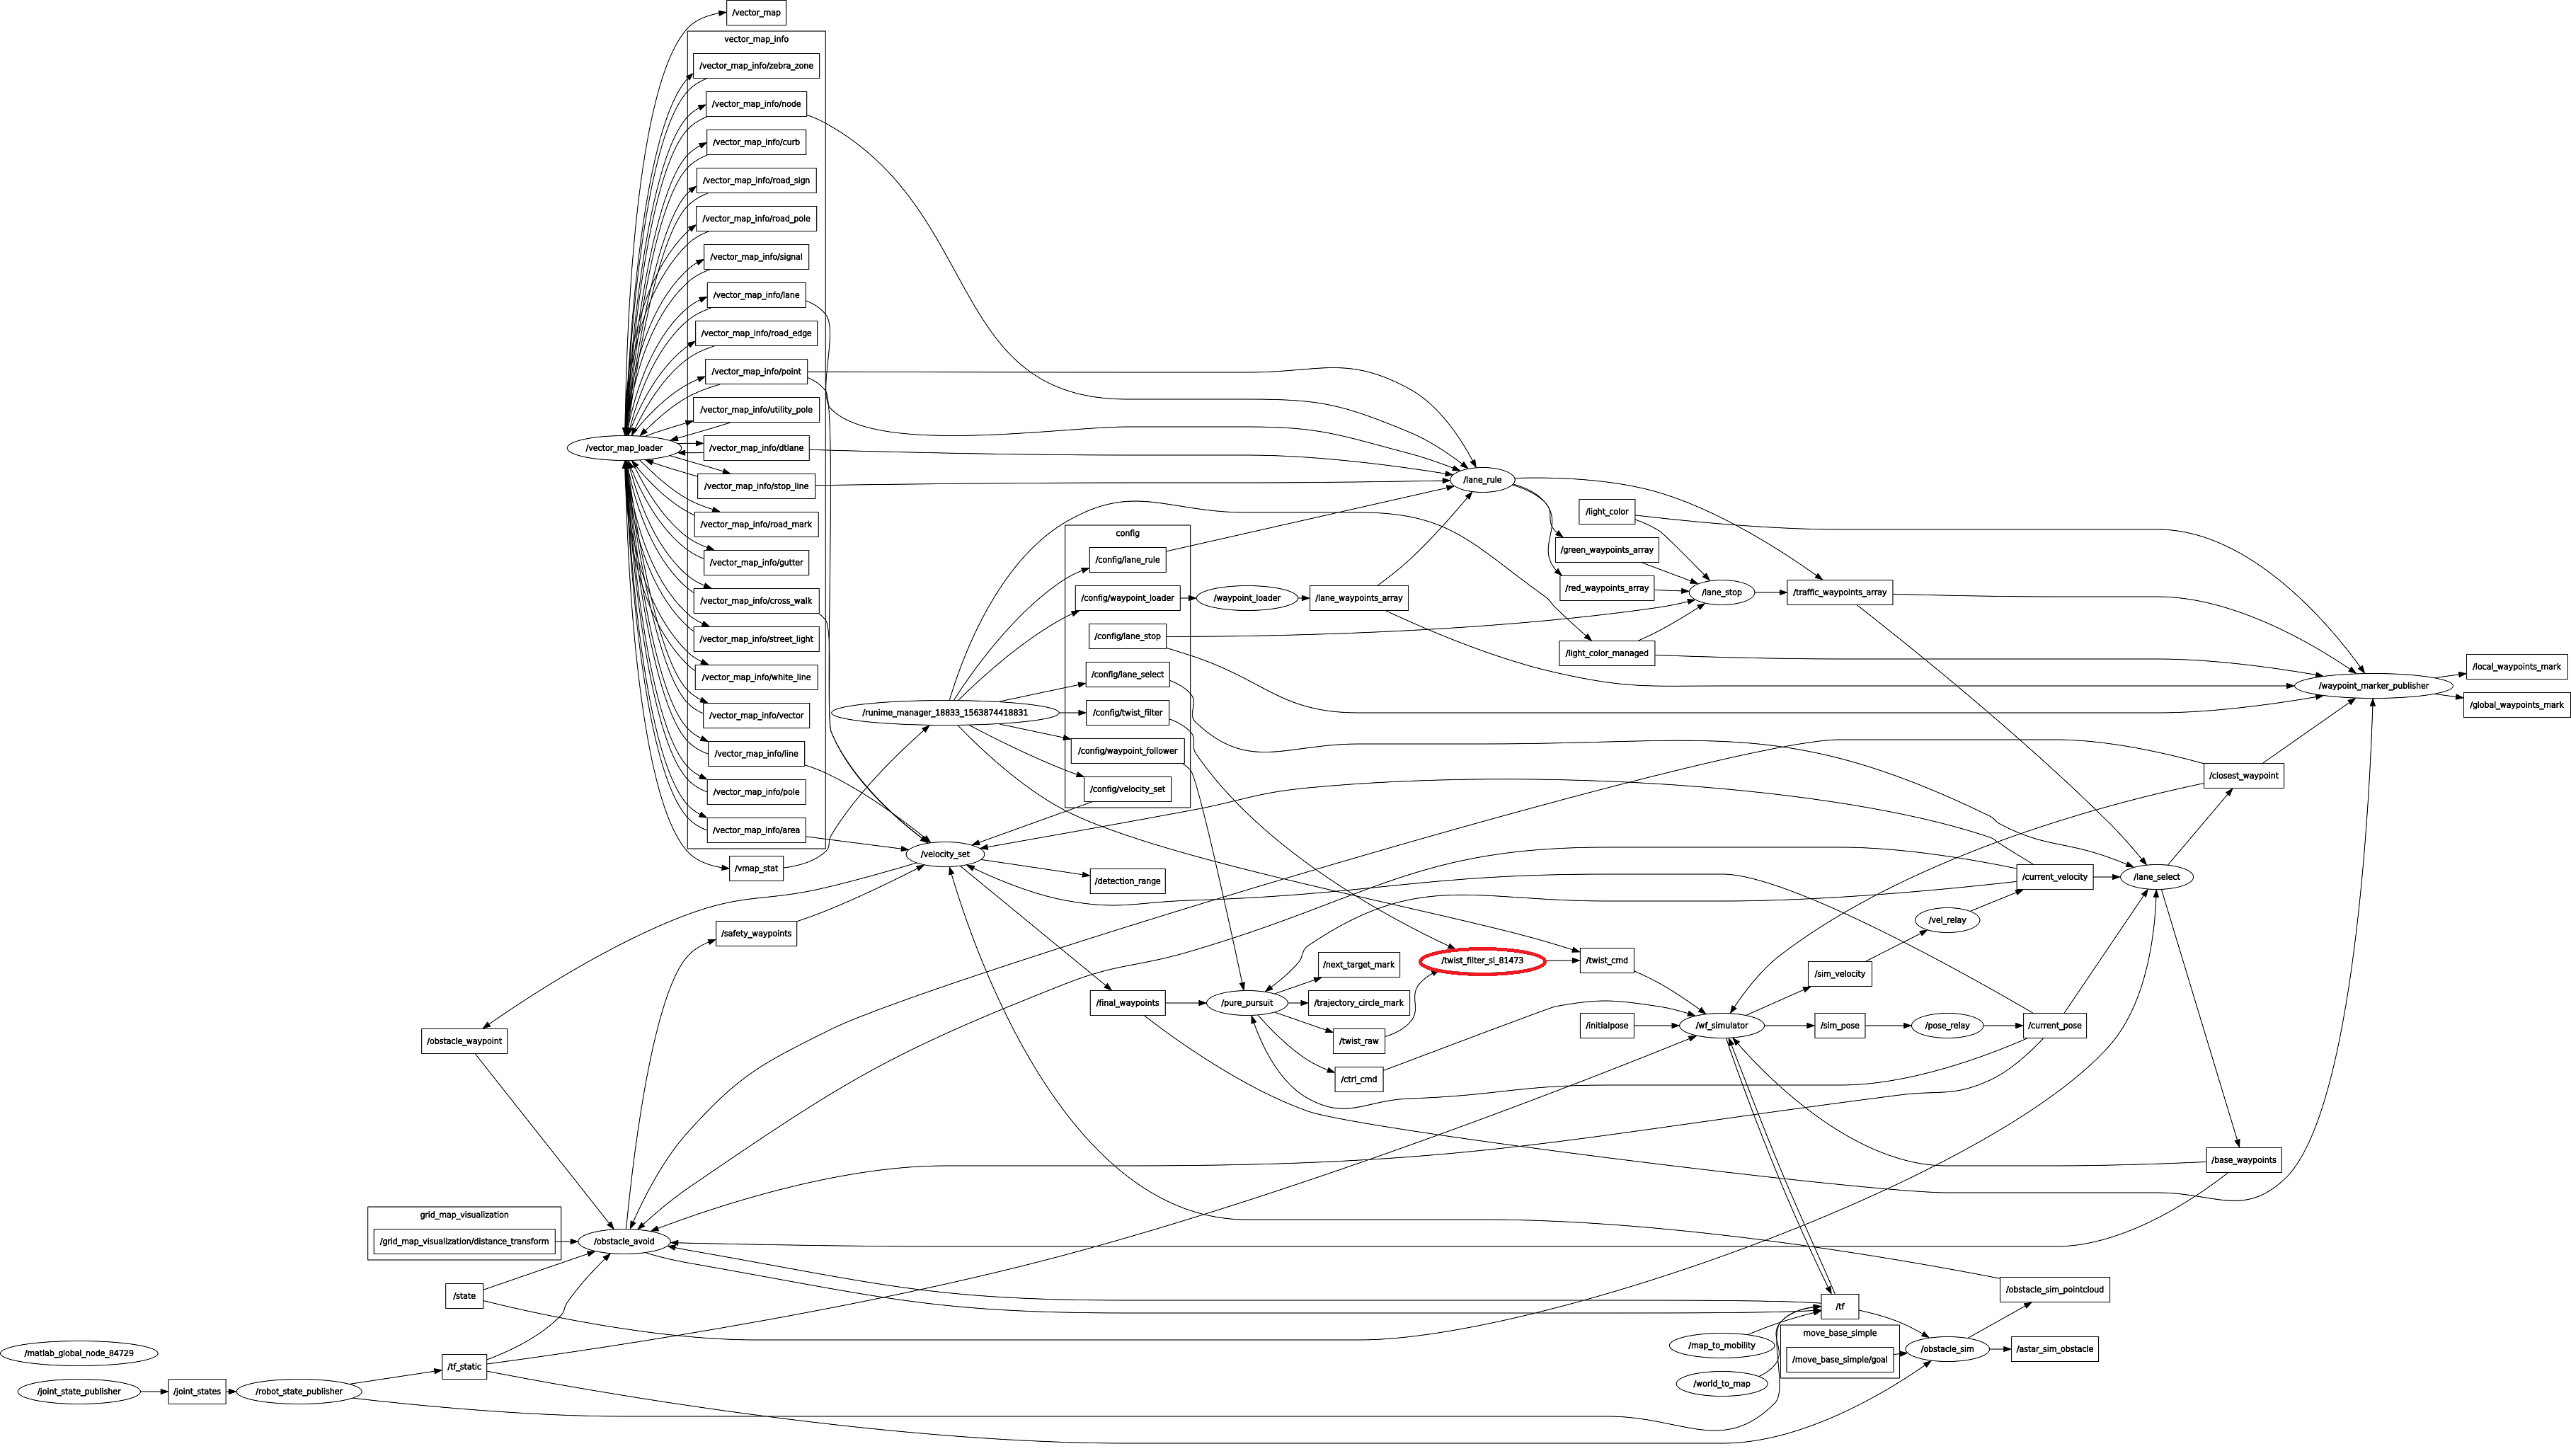 /vector_map
vector_map_info
/vector_map_info/zebra_zone
/vector_map_info/node
/vector_map_info/curb
/vector_map_info/road_sign
/vector_map_info/road_pole
/vector_map_info/signal
/vector_map_info/lane
/vector_map_info/road_edge
/vector_map_info/point
/vector_map_info/utility_pole
/vector_map_loader
/vector_map_info/dtlane
/vector_map_info/stop_line
/vector_map_info/road_mark
/vector_map_info/gutter
/vector_map_info/cross_walk
/vector_map_info/street_light
/vector_map_info/white_line
/vector_map_info/vector
/vector_map_info/line
/vector_map_info/pole
/vector_map_info/area
/vmap_stat
/runime_manager_18833_1563874418831
config
/config/lane_rule
/config/waypoint_loader
/config/lane_stop
/config/lane_select
/config/twist_filter
/config/waypoint_follower
/config/velocity_set
/waypoint_loader
/lane_waypoints_array
/lane_rule
/light_color
/green_waypoints_array
/red_waypoints_array
/lane_stop
/traffic_waypoints_array
/light_color_managed
/local_waypoints_mark
/waypoint_marker_publisher
/global_waypoints_mark
/closest_waypoint
/velocity_set
/detection_range
/current_velocity
/lane_select
/vel_relay
/safety_waypoints
/next_target_mark
/twist_filter_sl_81473
/twist_cmd
/sim_velocity
/final_waypoints
/pure_pursuit
/trajectory_circle_mark
/initialpose
/wf_simulator
/sim_pose
/pose_relay
/current_pose
/obstacle_waypoint
/twist_raw
/ctrl_cmd
/base_waypoints
grid_map_visualization
/grid_map_visualization/distance_transform
/obstacle_avoid
/state
/obstacle_sim_pointcloud
/tf
/map_to_mobility
move_base_simple
/move_base_simple/goal
/obstacle_sim
/astar_sim_obstacle
/matlab_global_node_84729
/tf_static
/world_to_map
/joint_state_publisher
/joint_states
/robot_state_publisher